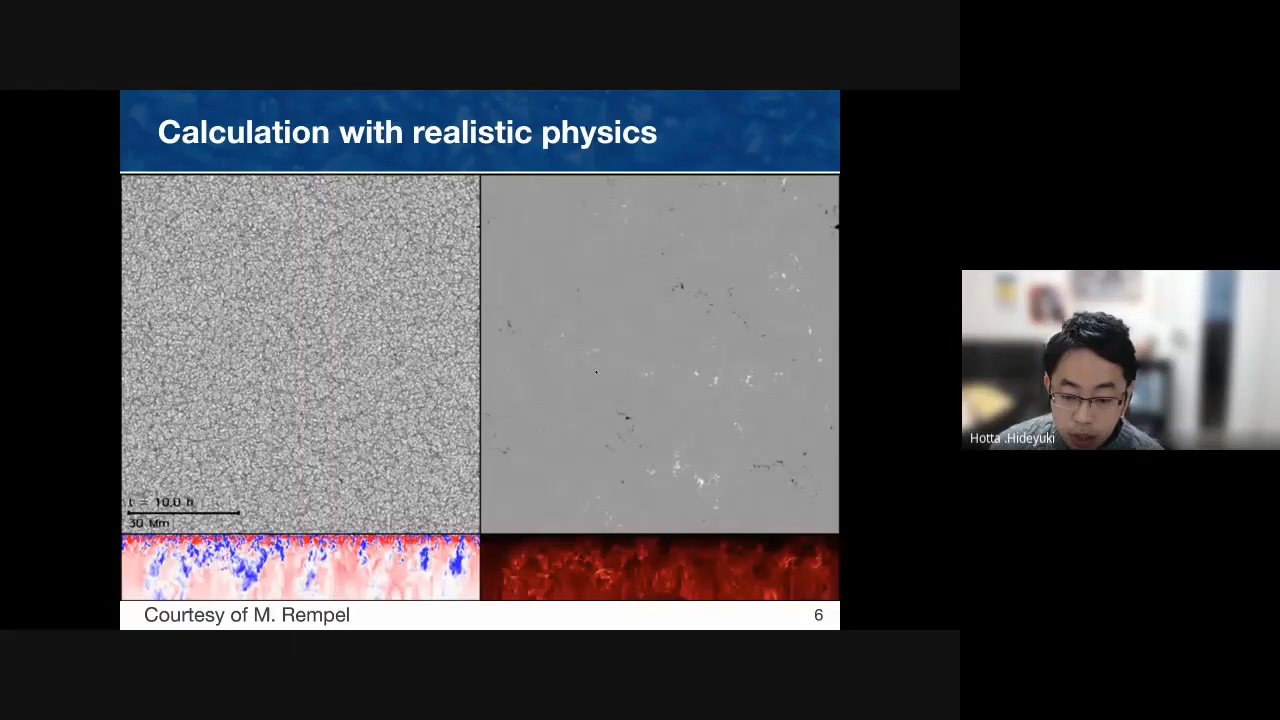 Calculation with realistic physics
t = 10.0 h
30 Mm
Courtesy of M. Rempel
6
Hotta .Hideyuki